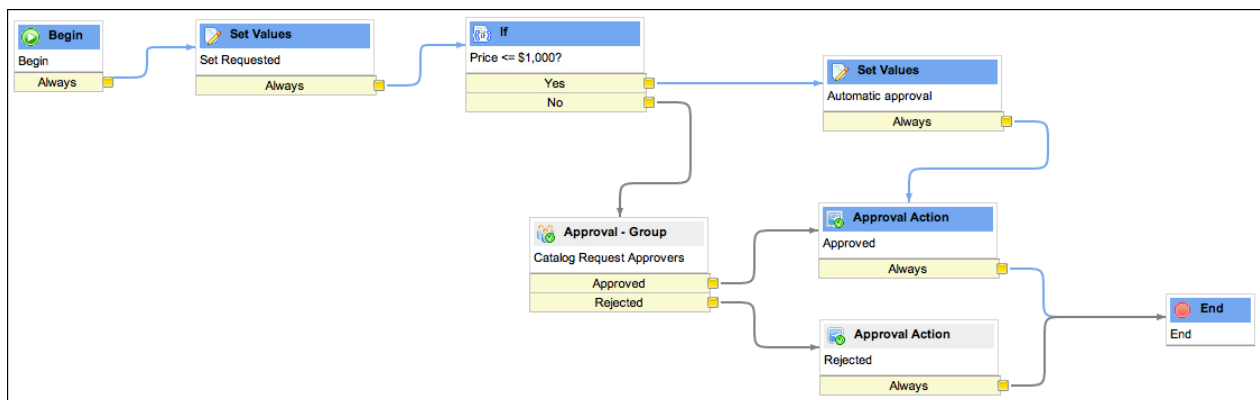 Begin
Begin
Always
Set Values
Set Requested
Always
If
Price <= $1,000?
Yes
No
Set Values
Automatic approval
Always
Approval - Group
Catalog Request Approvers
Approved
Rejected
Approval Action
Approved
Always
Approval Action
Rejected
Always
End
End